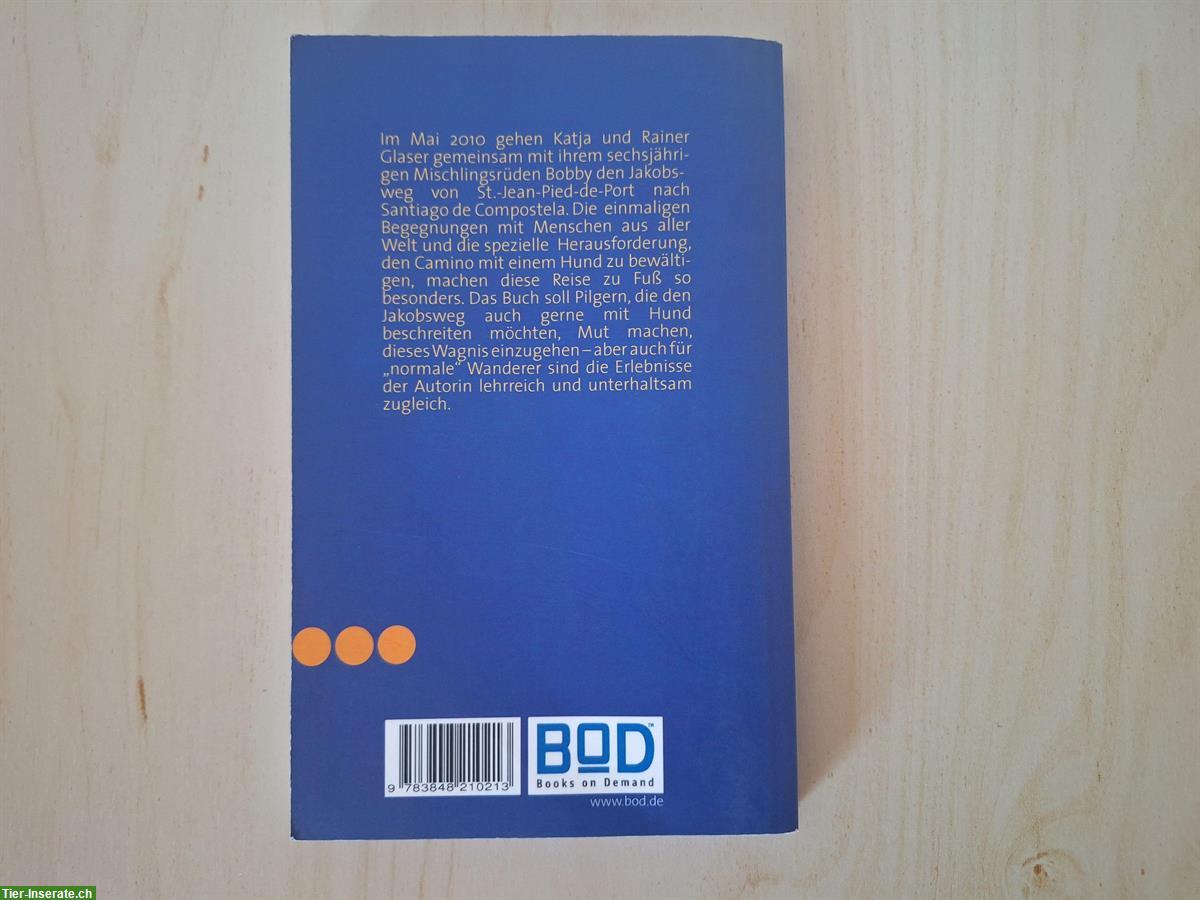 Im Mai 2010 gehen Katja und Rainer
Glaser gemeinsam mit ihrem sechsjähri-
gen Mischlingsrüden Bobby den Jakobs-
weg von St.-Jean-Pied-de-Port nach
Santiago de Compostela. Die einmaligen
Begegnungen mit Menschen aus aller
Welt und die spezielle Herausforderung,
den Camino mit einem Hund zu bewälti-
gen, machen diese Reise zu Fuß so
besonders. Das Buch soll Pilgern, die den
Jakobsweg auch gerne mit Hund
beschreiten möchten, Mut machen,
dieses Wagnis einzugehen – aber auch für
„normale“ Wanderer sind die Erlebnisse
der Autorin lehrreich und unterhaltsam
zugleich.
BoD™
Books on Demand
9 783848 210213
www.bod.de
Tier-Inserate.ch